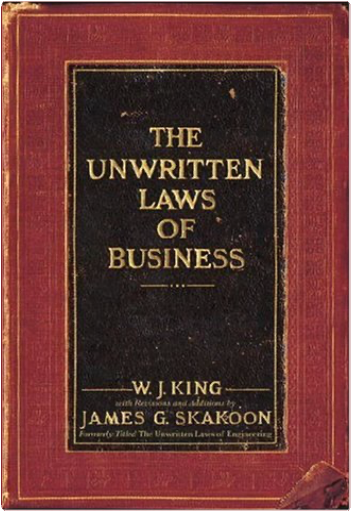 THE
UNWRITTEN
LAWS
OF
BUSINESS
W. J. KING
with Revisions and Additions by
JAMES G. SKAKOON
Formerly Titled The Unwritten Laws of Engineering